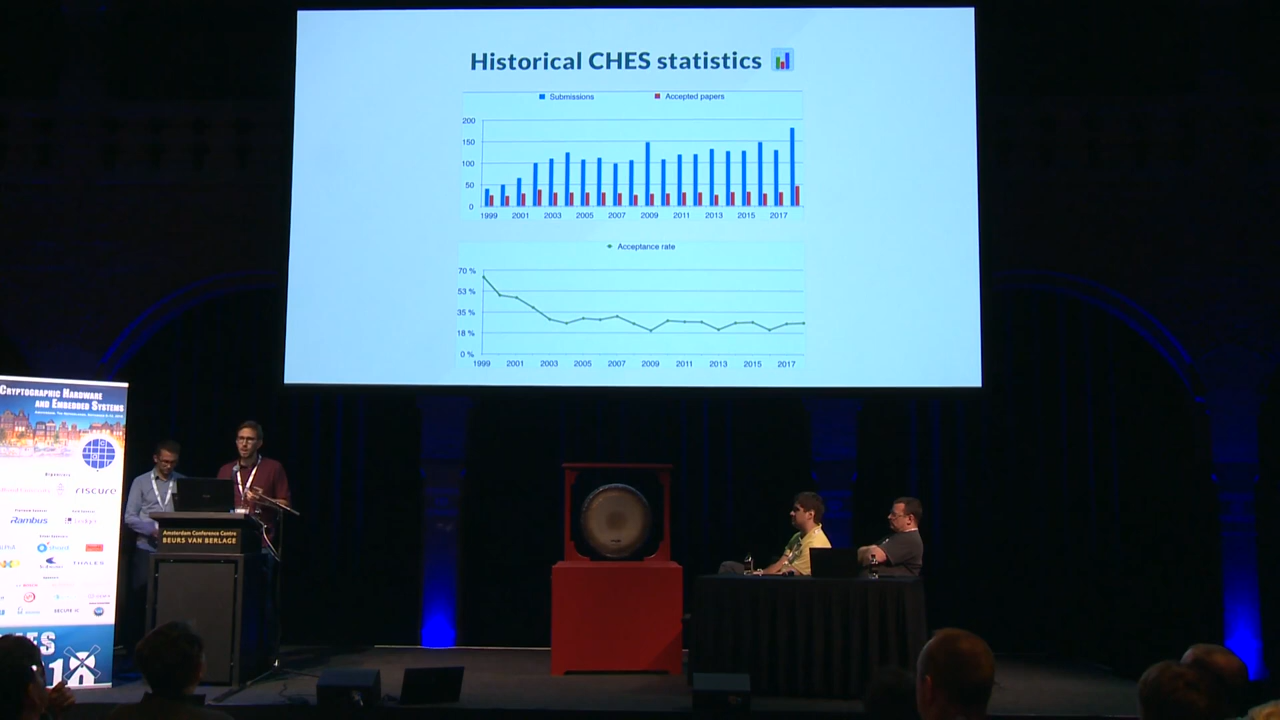 Historical CHES statistics
Submissions
Accepted papers
200
150
100
50
0
1999 2001 2003 2005 2007 2009 2011 2013 2015 2017
Acceptance rate
70 %
53 %
35 %
18 %
0 %
1999 2001 2003 2005 2007 2009 2011 2013 2015 2017
CRYPTOGRAPHIC HARDWARE
AND EMBEDDED SYSTEMS
riscure
Rambus
THALES
Amsterdam Conference Centre
BEURS VAN BERLAGE